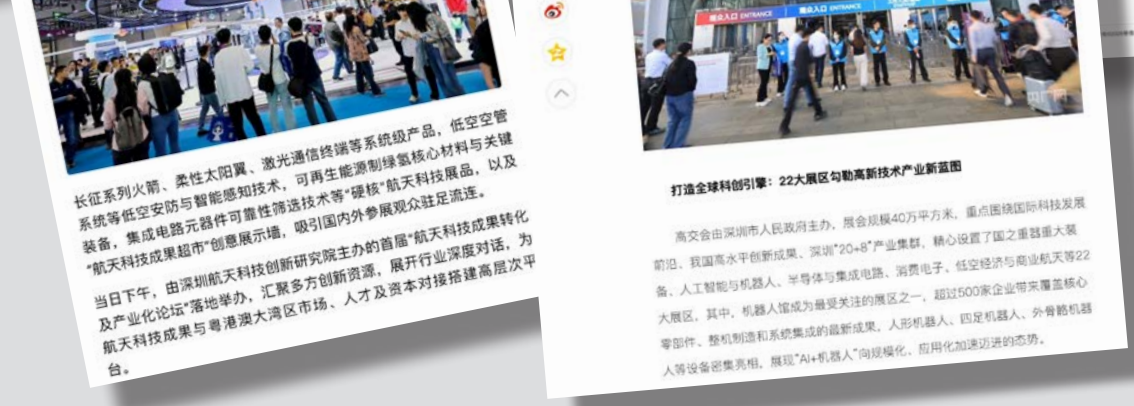 长征系列火箭、柔性太阳翼、激光通信终端等系统级产品，低空空管
系统等低空安防与智能感知技术，可再生能源制绿氢核心材料与关键
装备，集成电路元器件可靠性筛选技术等“硬核”航天科技展品，以及
“航天科技成果超市”创意展示墙，吸引国内外参展观众驻足流连。
当日下午，由深圳航天科技创新研究院主办的首届“航天科技成果转化
及产业化论坛”落地举办，汇聚多方创新资源，展开行业深度对话，为
航天科技成果与粤港澳大湾区市场、人才及资本对接搭建高层次平
台。
观众入口 ENTRANCE 观众入口 ENTRANCE
打造全球科创引擎：22大展区勾勒高新技术产业新蓝图
高交会由深圳市人民政府主办，展会规模40万平方米，重点围绕国际科技发展
前沿、我国高水平创新成果、深圳“20+8”产业集群，精心设置了国之重器重大装
备、人工智能与机器人、半导体与集成电路、消费电子、低空经济与商业航天等22
大展区，其中，机器人馆成为最受关注的展区之一，超过500家企业带来覆盖核心
零部件、整机制造和系统集成的最新成果，人形机器人、四足机器人、外骨骼机器
人等设备密集亮相，展现“AI+机器人”向规模化、应用化加速迈进的态势。